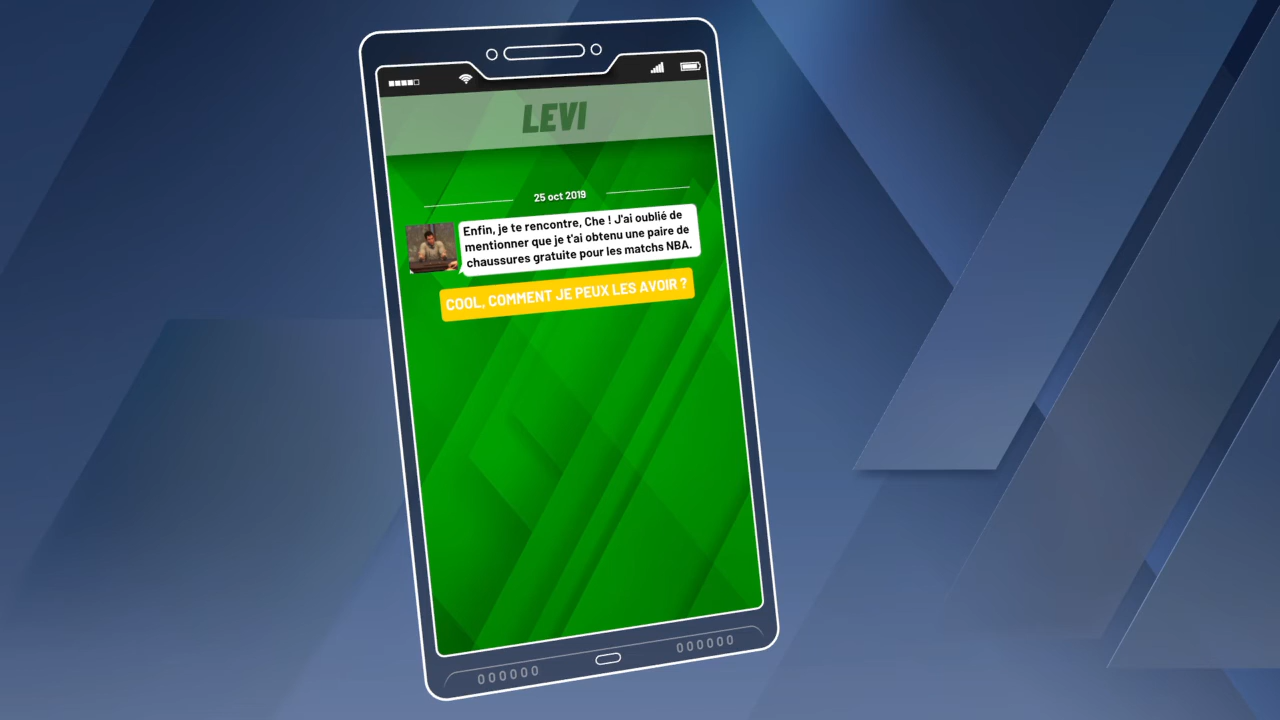 LEVI
25 oct 2019
Enfin, je te rencontre, Che ! J'ai oublié de
mentionner que je t'ai obtenu une paire de
chaussures gratuite pour les matchs NBA.
COOL, COMMENT JE PEUX LES AVOIR ?